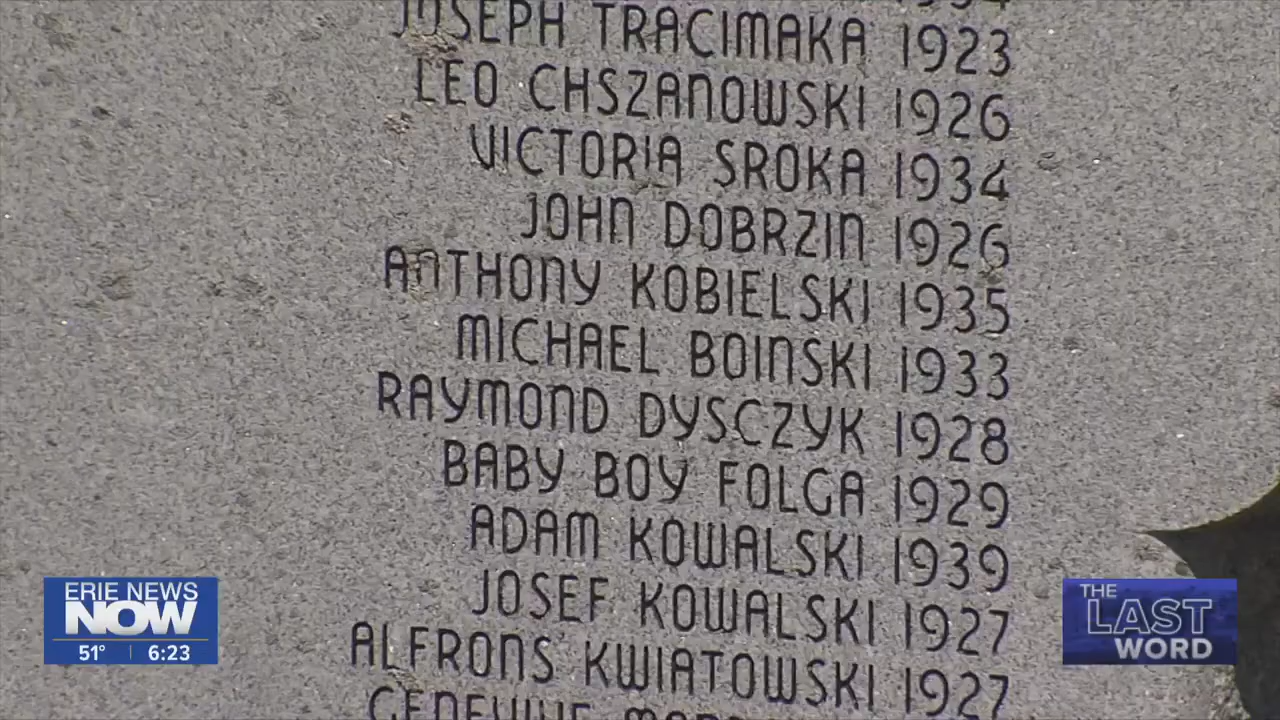 JOSEPH TRACIMAKA 1923
LEO CHSZANOWSKI 1926
VICTORIA SROKA 1934
JOHN DOBRZIN 1926
ANTHONY KOBIELSKI 1935
MICHAEL BOINSKI 1933
RAYMOND DYSCZYK 1928
BABY BOY FOLGA 1929
ADAM KOWALSKI 1939
JOSEF KOWALSKI 1927
ALFRONS KWIATOWSKI 1927
ERIE NEWS
NOW
51° | 6:23
THE
LAST
WORD